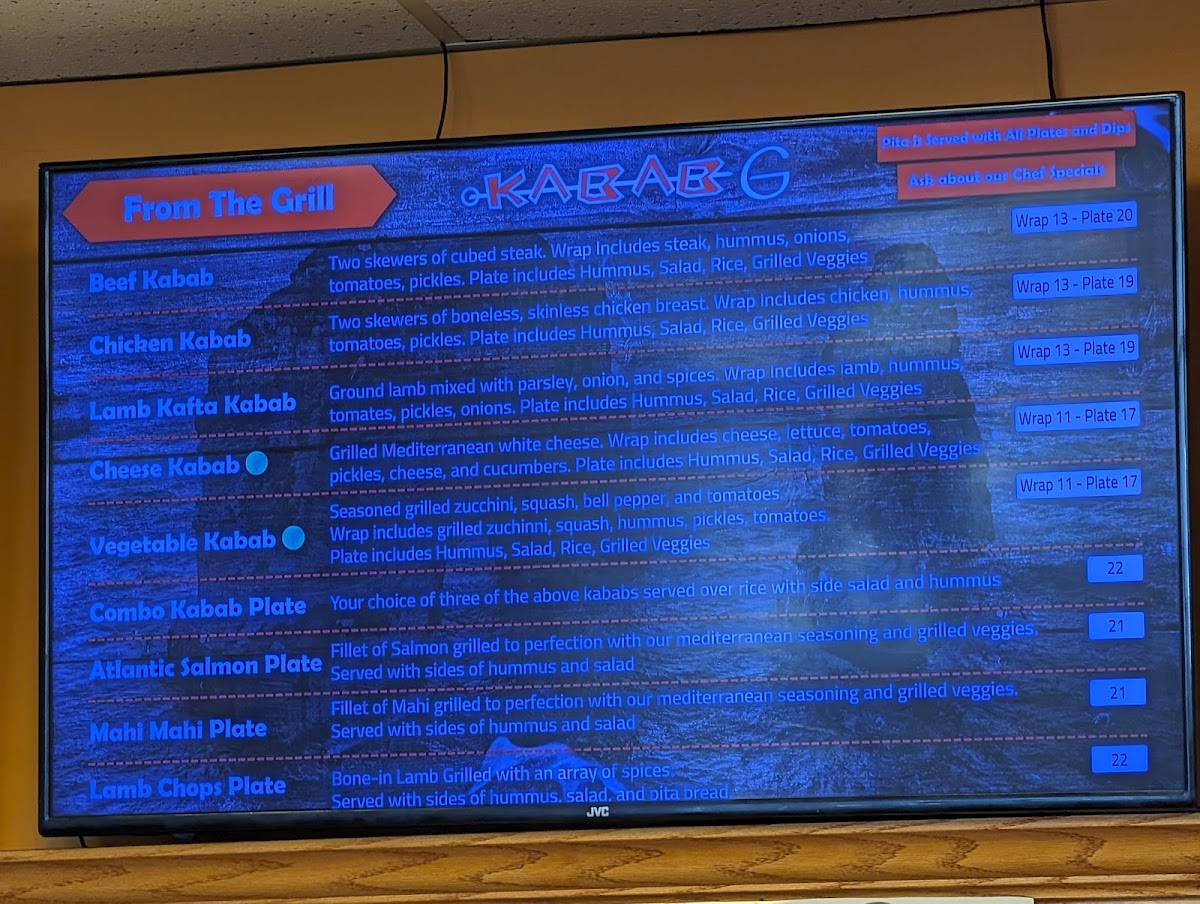 From The Grill
KABAB G
Pita is Served with All Plates and Dips
Ask about our Chef Specials
Beef Kabab
Two skewers of cubed steak. Wrap Includes steak, hummus, onions,
tomatoes, pickles. Plate includes Hummus, Salad, Rice, Grilled Veggies
Wrap 13 - Plate 20
Chicken Kabab
Two skewers of boneless, skinless chicken breast. Wrap Includes chicken, hummus,
tomatoes, pickles. Plate includes Hummus, Salad, Rice, Grilled Veggies
Wrap 13 - Plate 19
Lamb Kafta Kabab
Ground lamb mixed with parsley, onion, and spices. Wrap Includes lamb, hummus
tomates, pickles, onions. Plate includes Hummus, Salad, Rice, Grilled Veggies
Wrap 13 - Plate 19
Cheese Kabab
Grilled Mediterranean white cheese. Wrap includes cheese, lettuce, tomatoes,
pickles, cheese, and cucumbers. Plate includes Hummus, Salad, Rice, Grilled Veggies
Wrap 11 - Plate 17
Vegetable Kabab
Seasoned grilled zucchini, squash, bell pepper, and tomatoes.
Wrap includes grilled zuchinni, squash, hummus, pickles, tomatoes.
Plate includes Hummus, Salad, Rice, Grilled Veggies
Wrap 11 - Plate 17
Combo Kabab Plate
Your choice of three of the above kababs served over rice with side salad and hummus
22
Atlantic Salmon Plate
Fillet of Salmon grilled to perfection with our mediterranean seasoning and grilled veggies.
Served with sides of hummus and salad
21
Mahi Mahi Plate
Fillet of Mahi grilled to perfection with our mediterranean seasoning and grilled veggies.
Served with sides of hummus and salad
21
Lamb Chops Plate
Bone-in Lamb Grilled with an array of spices.
Served with sides of hummus, salad, and pita bread
22
JVC